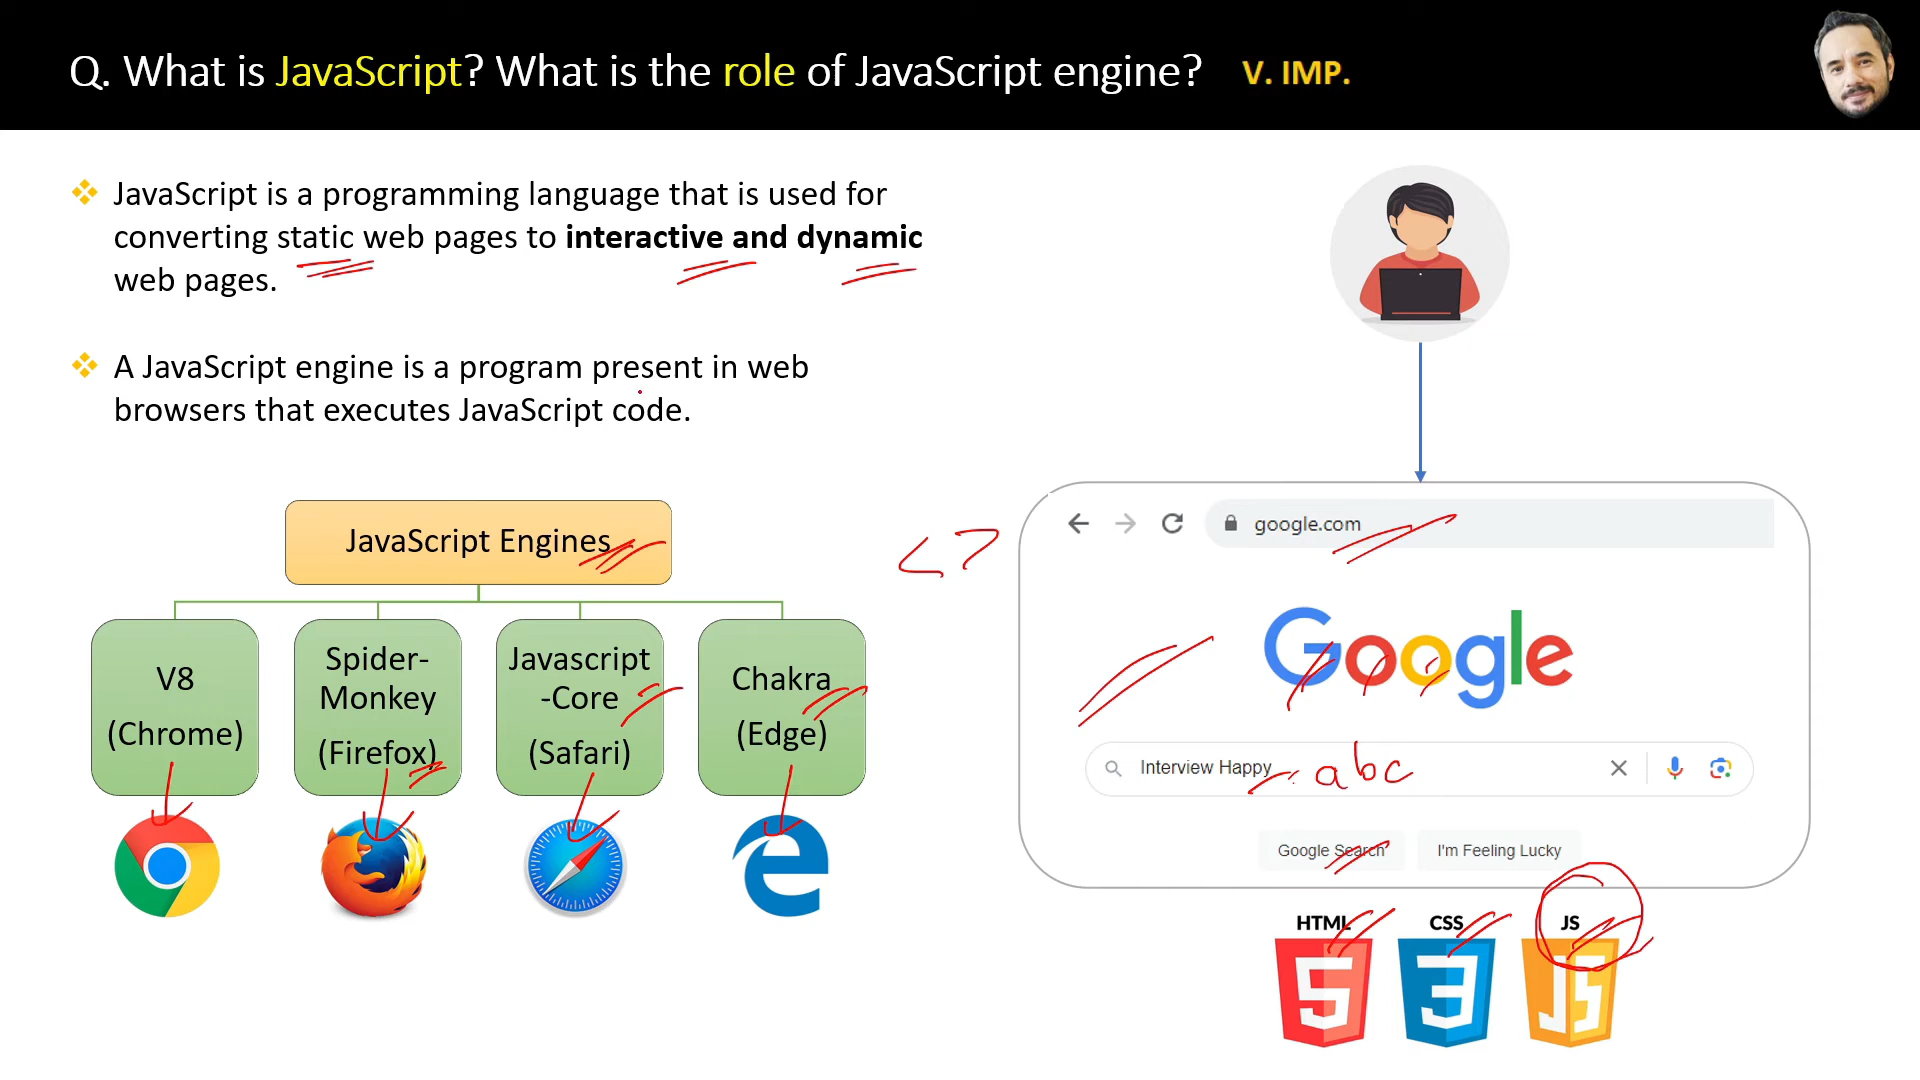 Q. What is JavaScript? What is the role of JavaScript engine? V. IMP.
JavaScript is a programming language that is used for
converting static web pages to interactive and dynamic
web pages.
A JavaScript engine is a program present in web
browsers that executes JavaScript code.
JavaScript Engines
V8
(Chrome)
Spider-
Monkey
(Firefox)
Javascript
-Core
(Safari)
Chakra
(Edge)
< >
google.com
Google
Interview Happy
abc
Google Search
I'm Feeling Lucky
HTML
CSS
JS
5
3
JS